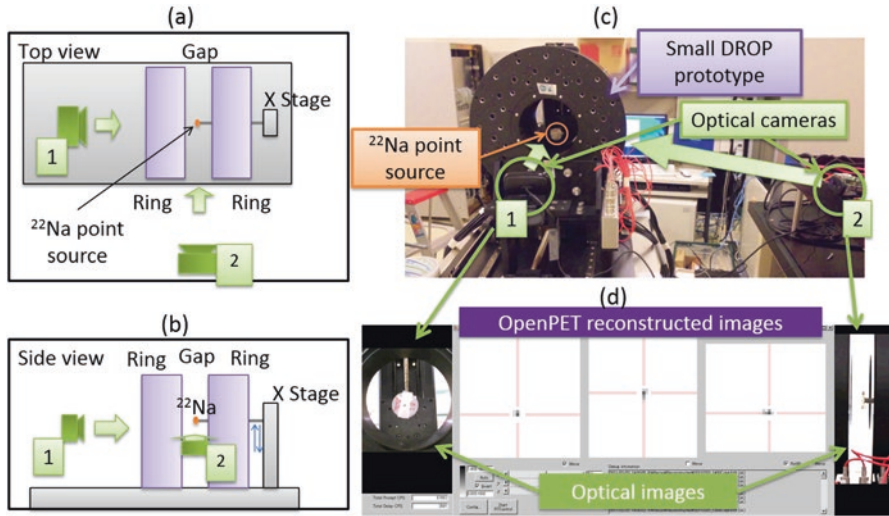 (a)
Top view
Gap
X Stage
1
Ring
Ring
²²Na point
source
2
(b)
Side view
Ring
Gap
Ring
X Stage
²²Na
1
2
(c)
Small DROP
prototype
Optical cameras
²²Na point
source
1
2
(d)
OpenPET reconstructed images
Optical images